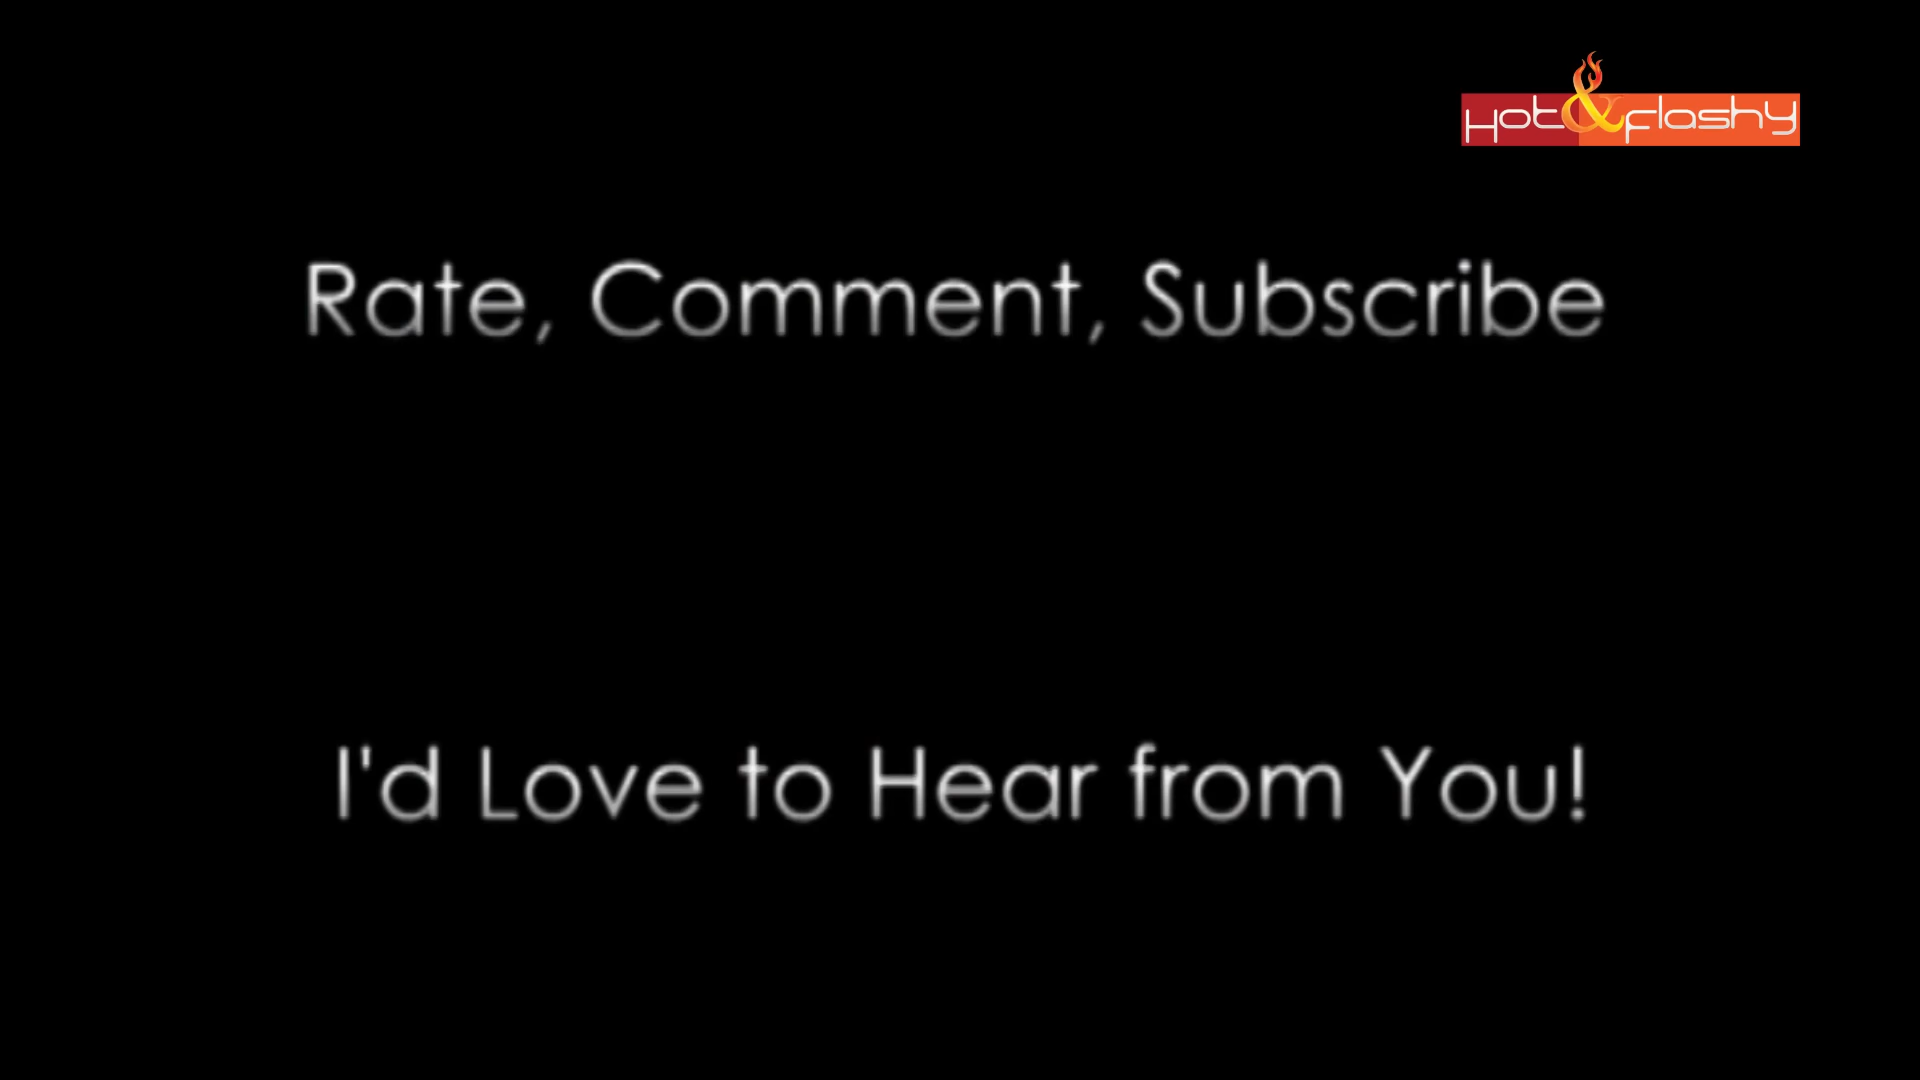 Hot & flashy
Rate, Comment, Subscribe
I'd Love to Hear from You!